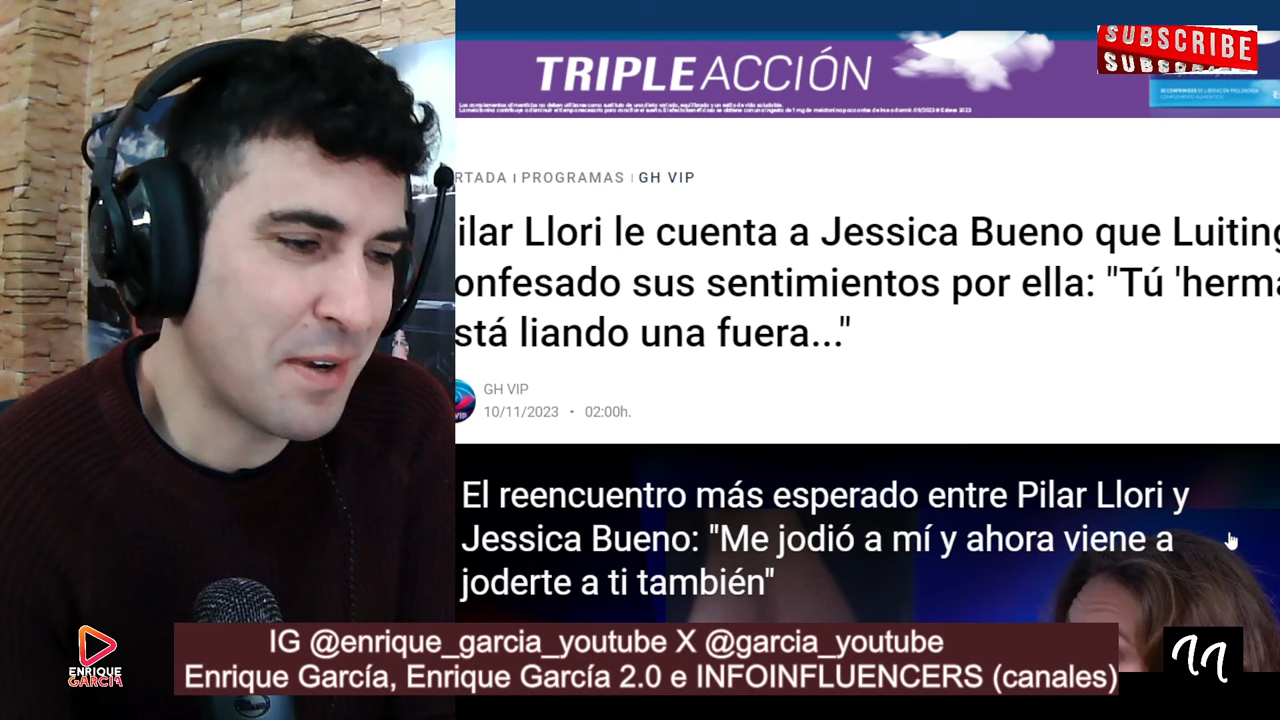 SUBSCRIBE
SUBSCRIBE
TRIPLEACCIÓN
RTADA | PROGRAMAS | GH VIP
ilar Llori le cuenta a Jessica Bueno que Luiting
onfesado sus sentimientos por ella: "Tú 'herma
stá liando una fuera..."
GH VIP
10/11/2023 • 02:00h.
El reencuentro más esperado entre Pilar Llori y
Jessica Bueno: "Me jodió a mí y ahora viene a
joderte a ti también"
IG @enrique_garcia_youtube X @garcia_youtube
Enrique García, Enrique García 2.0 e INFOINFLUENCERS (canales)
ENRIQUE
GARCÍA